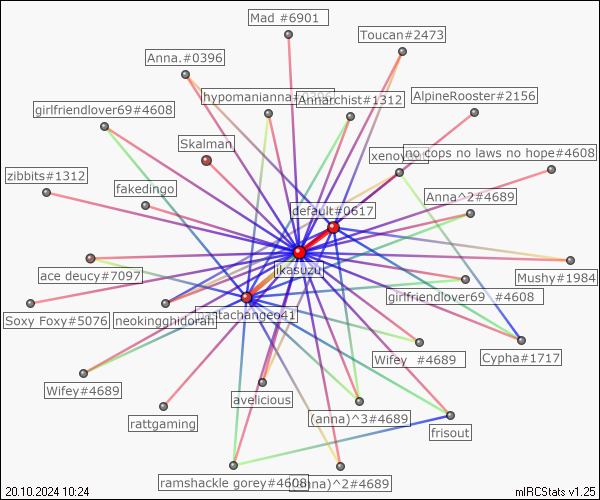 Mad #6901
Toucan#2473
Anna.#0396
hypomanianna#0396
Annarchist#1312
AlpineRooster#2156
girlfriendlover69#4608
Skalman
no cops no laws no hope#4608
zibbits#1312
fakedingo
Anna^2#4689
default#0617
ikasuzu
ace deucy#7097
Mushy#1984
girlfriendlover69 #4608
Soxy Foxy#5076
neokingghidorah
Wifey #4689
Cypha#1717
Wifey#4689
avelicious
(anna)^3#4689
rattgaming
frisout
ramshackle gorey#4608
(anna)^2#4689
20.10.2024 10:24
mIRCStats v1.25